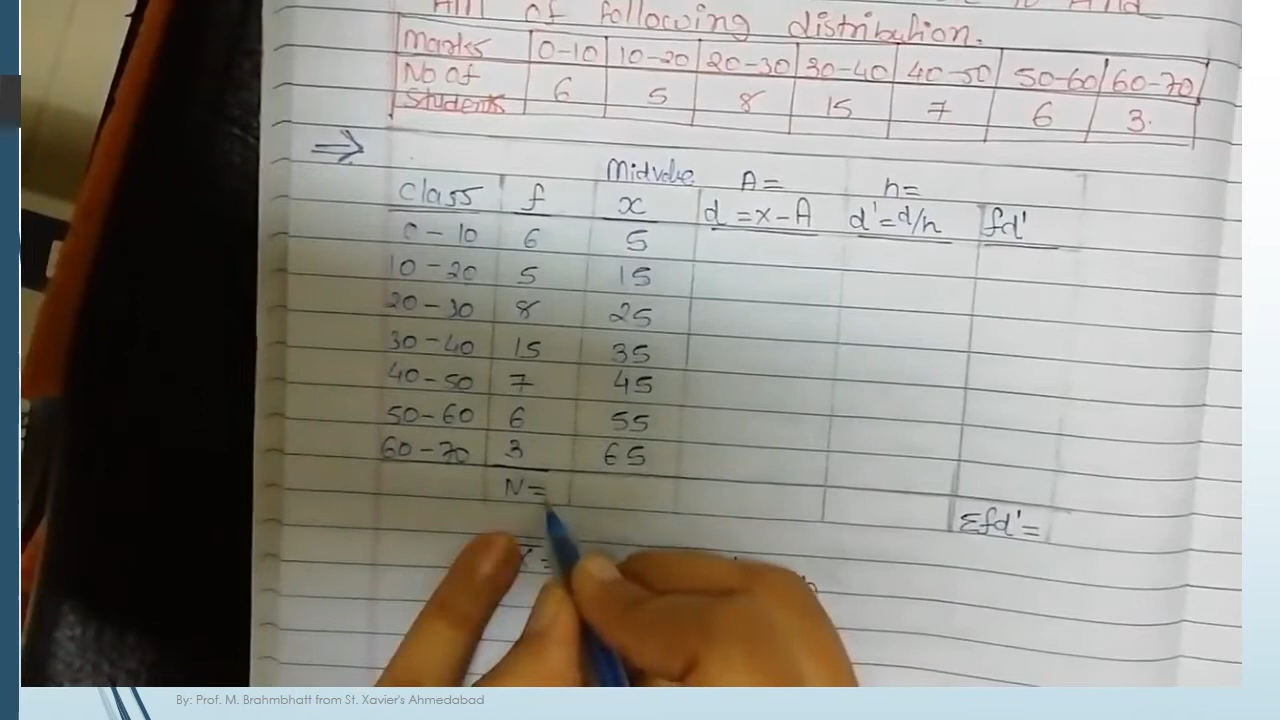 of following distribution.
Marks 0-10 10-20 20-30 30-40 40-50 50-60 60-70
No of Students 6 5 8 15 7 6 3.
⇒ Midvalue A= h=
Class f x d = x-A d'=d/h fd'
0-10 6 5
10-20 5 15
20-30 8 25
30-40 15 35
40-50 7 45
50-60 6 55
60-70 3 65
N=
Σfd'=
By: Prof. M. Brahmbhatt from St. Xavier's Ahmedabad